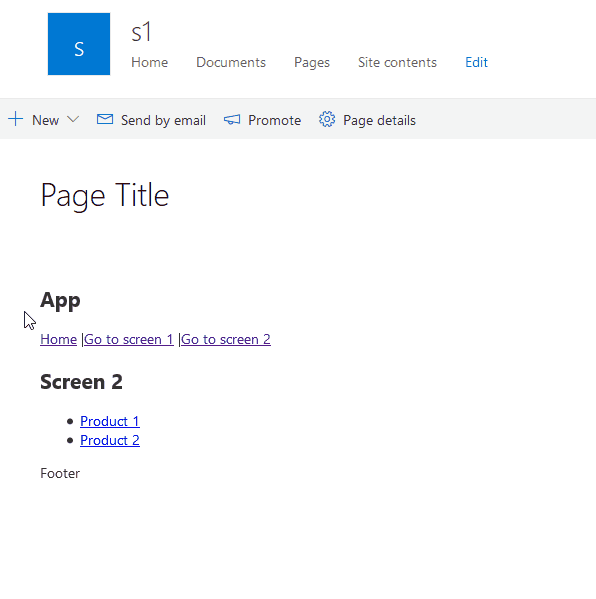 S
s1
Home Documents Pages Site contents Edit
New Send by email Promote Page details
Page Title
App
Home |Go to screen 1 |Go to screen 2
Screen 2
Product 1
Product 2
Footer